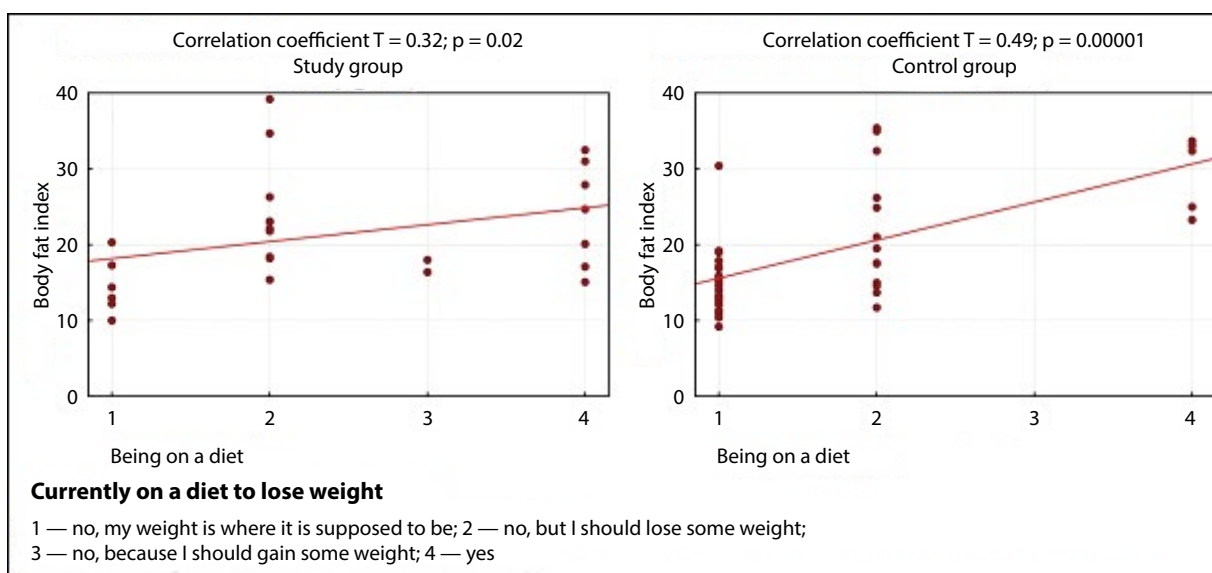 Correlation coefficient T = 0.32; p = 0.02
Study group
40
30
20
10
0
Body fat index
1 2 3 4
Being on a diet
Correlation coefficient T = 0.49; p = 0.00001
Control group
40
30
20
10
0
Body fat index
1 2 3 4
Being on a diet
Currently on a diet to lose weight
1 — no, my weight is where it is supposed to be; 2 — no, but I should lose some weight;
3 — no, because I should gain some weight; 4 — yes